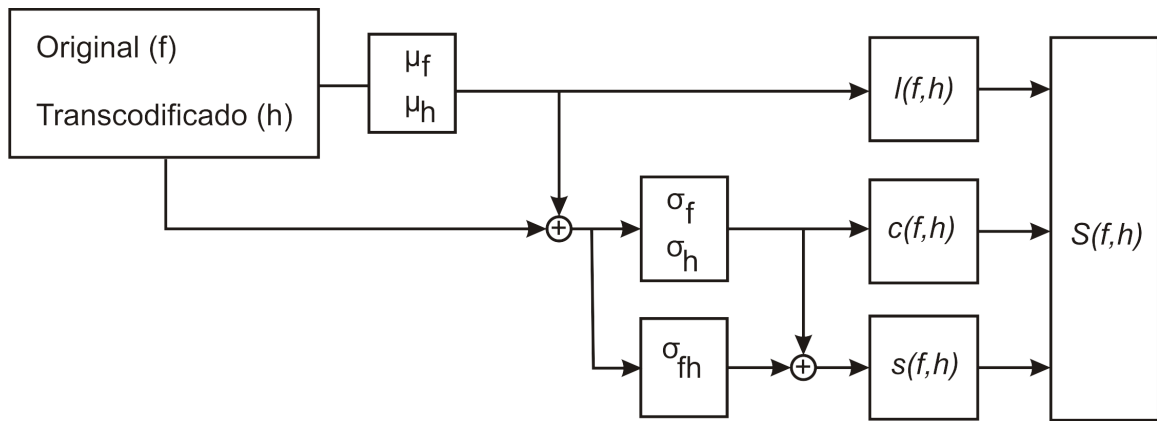 Original (f)
Transcodificado (h)
μf
μh
l(f,h)
σf
σh
c(f,h)
S(f,h)
σfh
s(f,h)
+
+